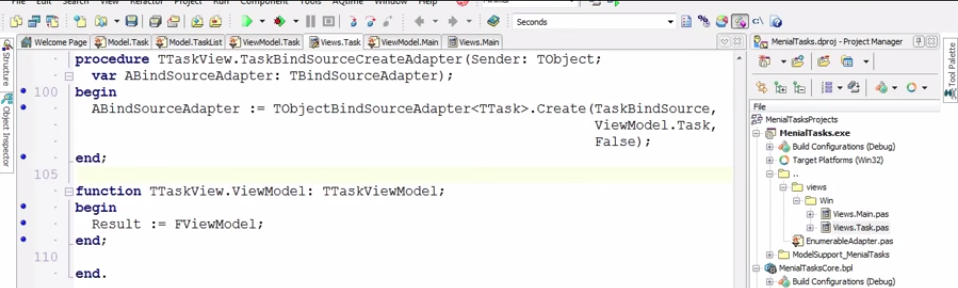 Refactor Project Run Component Tools AQtime Window Help
Seconds
Welcome Page Model.Task Model.TaskList ViewModel.Task Views.Task ViewModel.Main Views.Main
MenialTasks.dproj - Project Manager
Structure
Object Inspector
Tool Palette
procedure TTaskView.TaskBindSourceCreateAdapter(Sender: TObject;
var ABindSourceAdapter: TBindSourceAdapter);
100 begin
ABindSourceAdapter := TObjectBindSourceAdapter<TTask>.Create(TaskBindSource,
ViewModel.Task,
False);
end;
105
function TTaskView.ViewModel: TTaskViewModel;
begin
Result := FViewModel;
end;
110
end.
File
MenialTasksProjects
MenialTasks.exe
Build Configurations (Debug)
Target Platforms (Win32)
..
views
Win
Views.Main.pas
Views.Task.pas
EnumerableAdapter.pas
ModelSupport_MenialTasks
MenialTasksCore.bpl
Build Configurations (Debug)